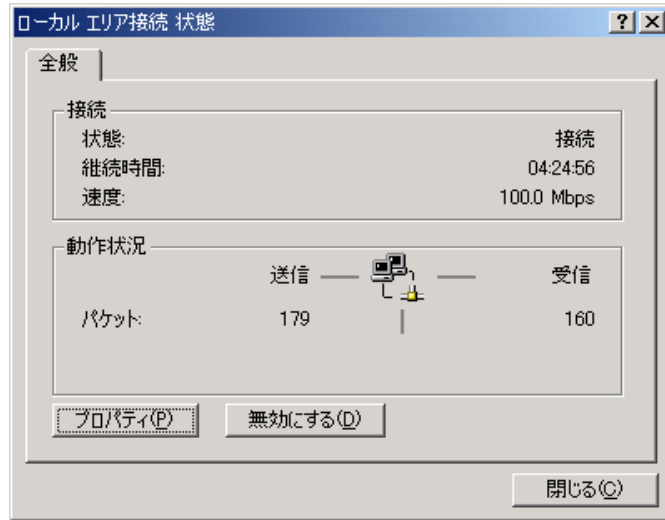 ローカル エリア接続 状態
全般
接続
状態: 接続
継続時間: 04:24:56
速度: 100.0 Mbps
動作状況
送信 受信
パケット: 179 160
プロパティ(P) 無効にする(D)
閉じる(C)